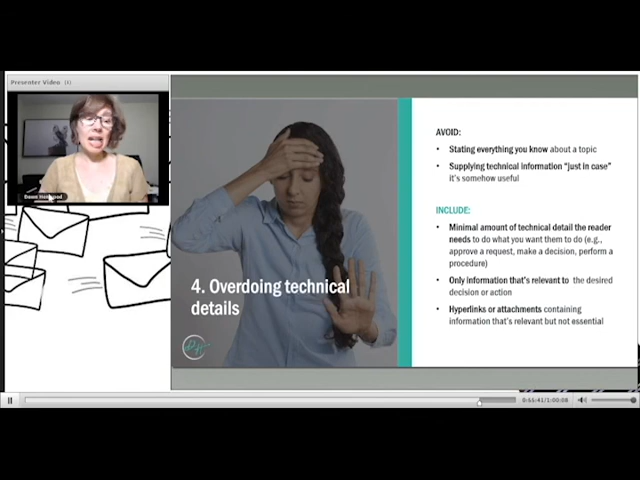 Presenter Video (1)
4. Overdoing technical
details
AVOID:
• Stating everything you know about a topic
• Supplying technical information “just in case”
it’s somehow useful
INCLUDE:
• Minimal amount of technical detail the reader
needs to do what you want them to do (e.g.,
approve a request, make a decision, perform a
procedure)
• Only information that’s relevant to the desired
decision or action
• Hyperlinks or attachments containing
information that’s relevant but not essential
0:55:41/1:00:08